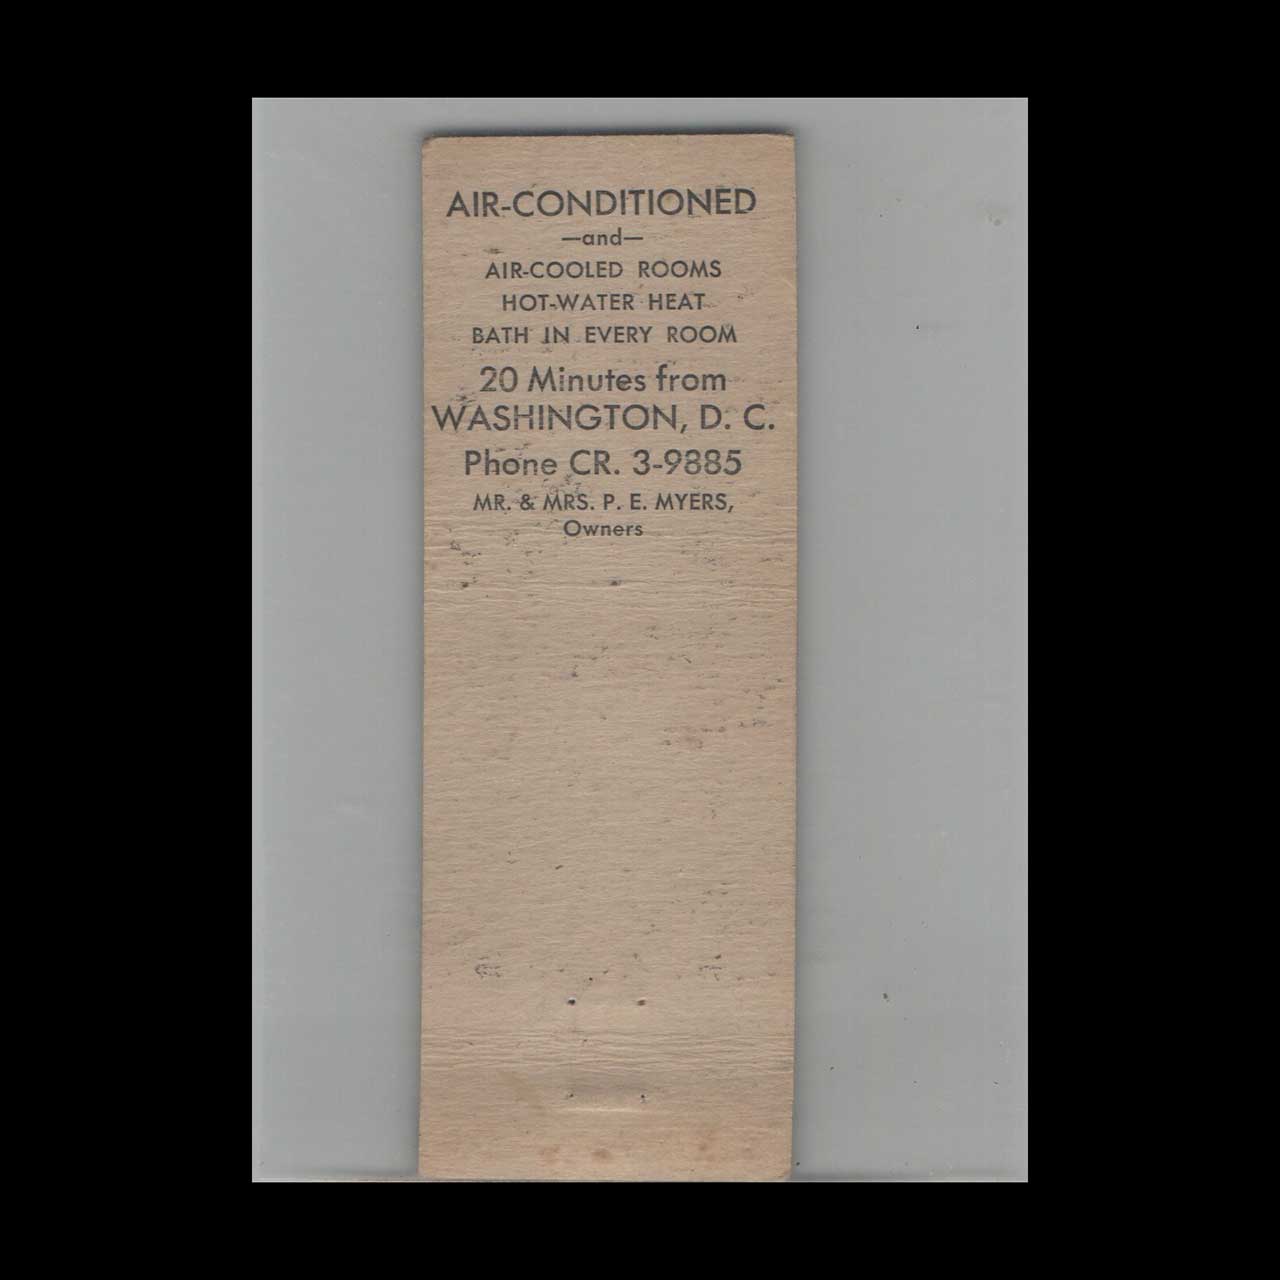 AIR-CONDITIONED
—and—
AIR-COOLED ROOMS
HOT-WATER HEAT
BATH IN EVERY ROOM
20 Minutes from
WASHINGTON, D. C.
Phone CR. 3-9885
MR. & MRS. P. E. MYERS,
Owners